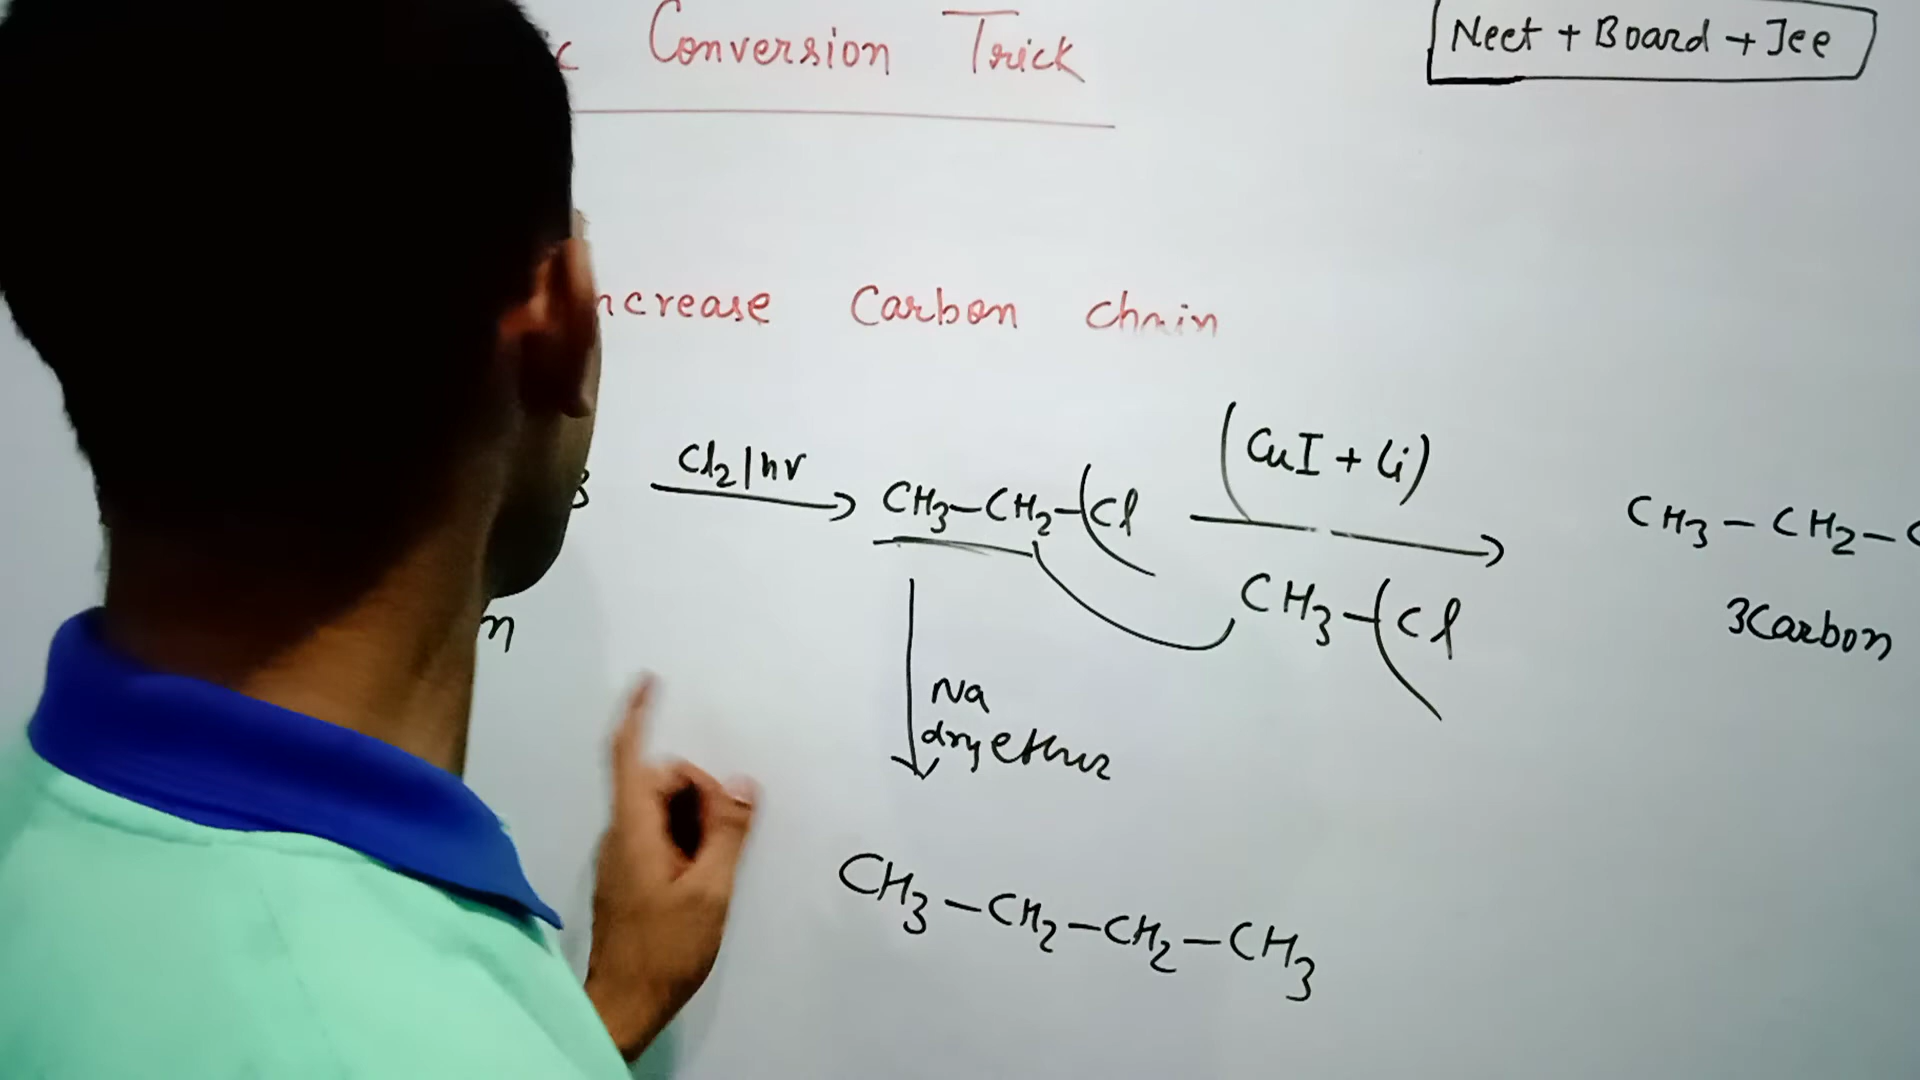 c Conversion Trick
Neet + Board + Jee
ncrease Carbon Chain
3 Cl2/hv CH3-CH2-Cl (CuI + Li) CH3-CH2-C
CH3-Cl
3Carbon
n
Na
dry ether
CH3-CH2-CH2-CH3